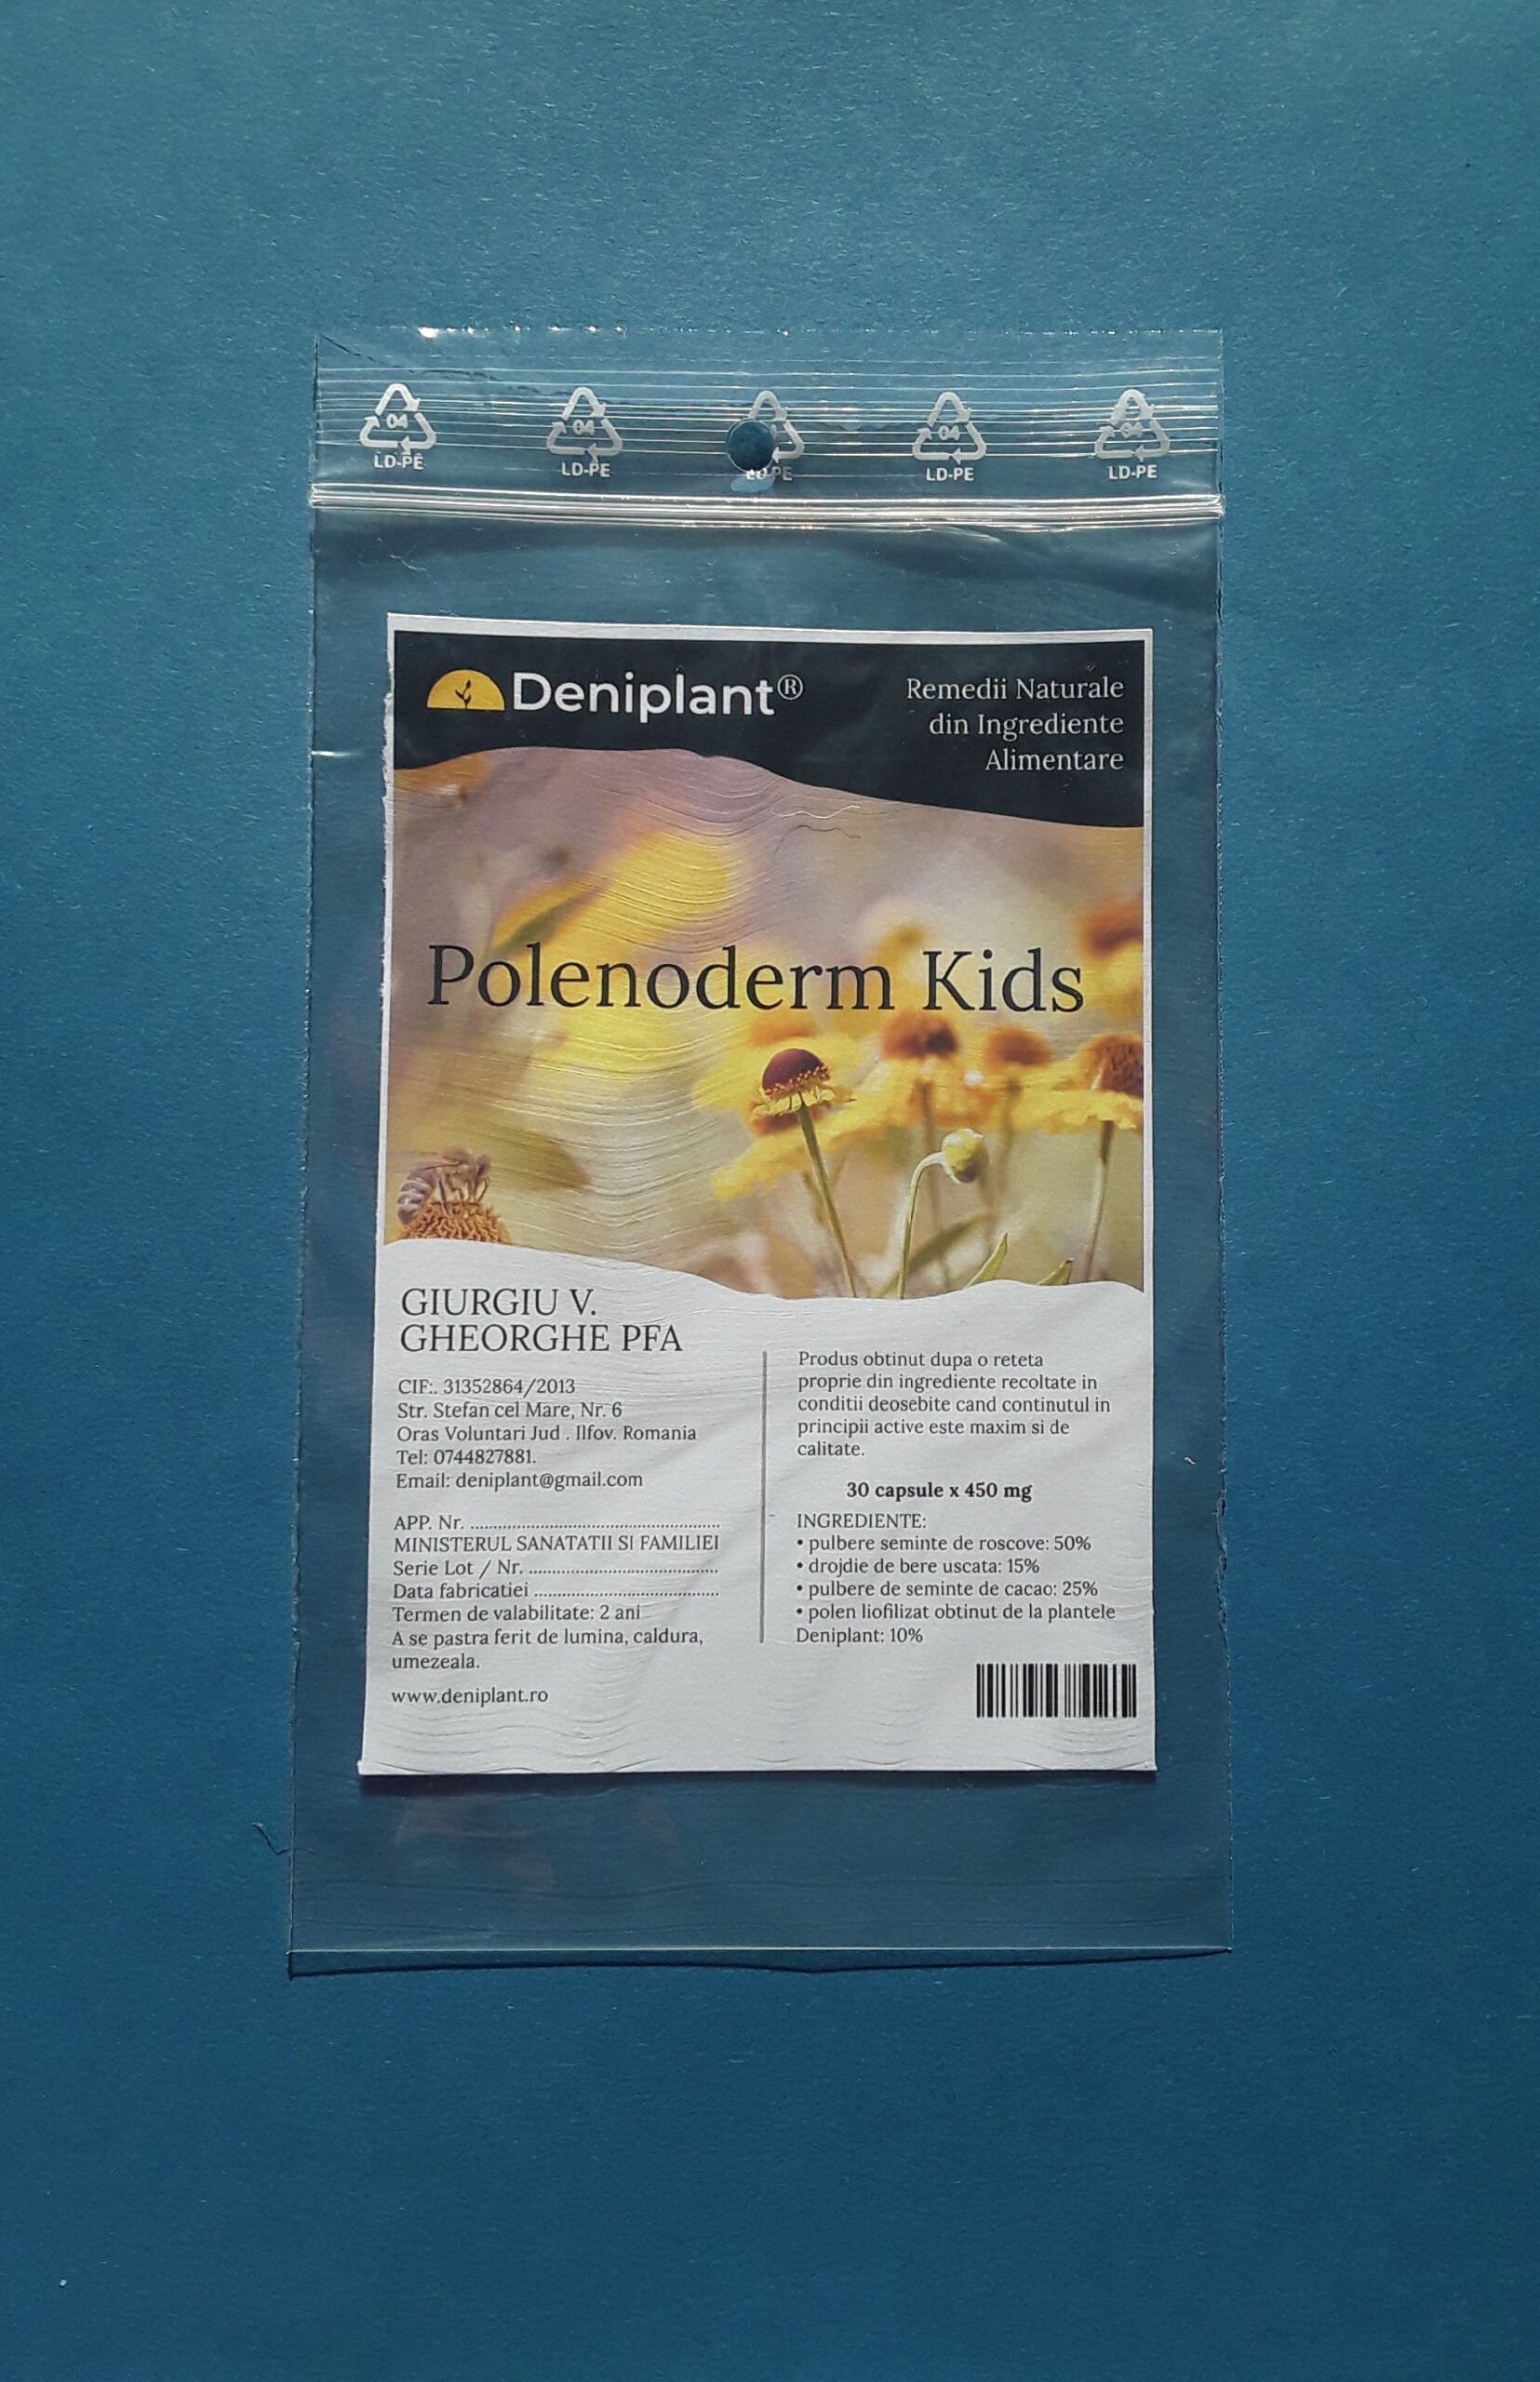 04
LD-PE
04
LD-PE
LD-PE
04
LD-PE
04
LD-PE
Deniplant®
Remedii Naturale
din Ingrediente
Alimentare
Polenoderm Kids
GIURGIU V.
GHEORGHE PFA
CIF:. 31352864/2013
Str. Stefan cel Mare, Nr. 6
Oras Voluntari Jud . Ilfov. Romania
Tel: 0744827881.
Email: deniplant@gmail.com
APP. Nr. ................................................
MINISTERUL SANATATII SI FAMILIEI
Serie Lot / Nr. .....................................
Data fabricatiei ....................................
Termen de valabilitate: 2 ani
A se pastra ferit de lumina, caldura,
umezeala.
www.deniplant.ro
Produs obtinut dupa o reteta
proprie din ingrediente recoltate in
conditii deosebite cand continutul in
principii active este maxim si de
calitate.
30 capsule x 450 mg
INGREDIENTE:
• pulbere seminte de roscove: 50%
• drojdie de bere uscata: 15%
• pulbere de seminte de cacao: 25%
• polen liofilizat obtinut de la plantele
Deniplant: 10%